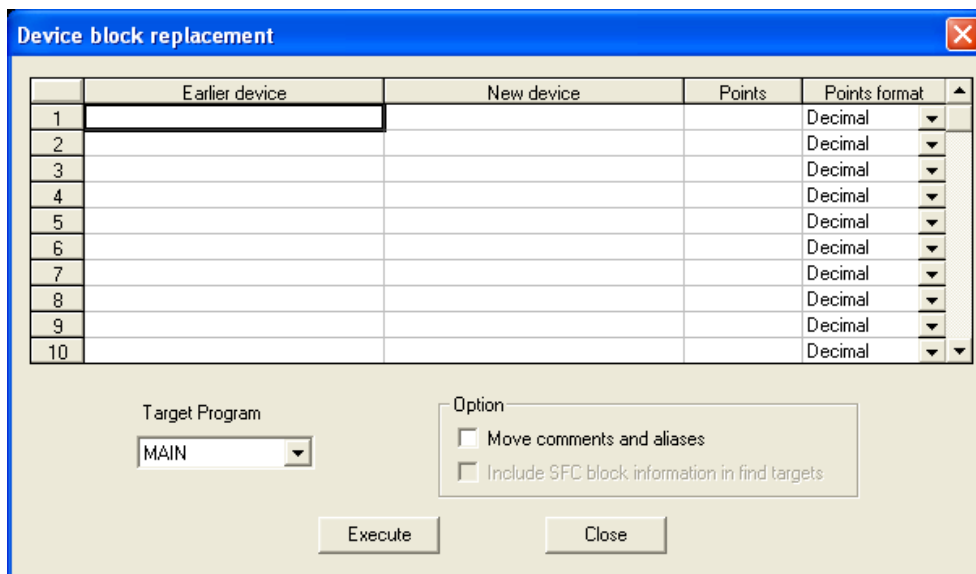 Device block replacement
Earlier device New device Points Points format
1 Decimal
2 Decimal
3 Decimal
4 Decimal
5 Decimal
6 Decimal
7 Decimal
8 Decimal
9 Decimal
10 Decimal
Target Program
MAIN
Option
Move comments and aliases
Include SFC block information in find targets
Execute Close